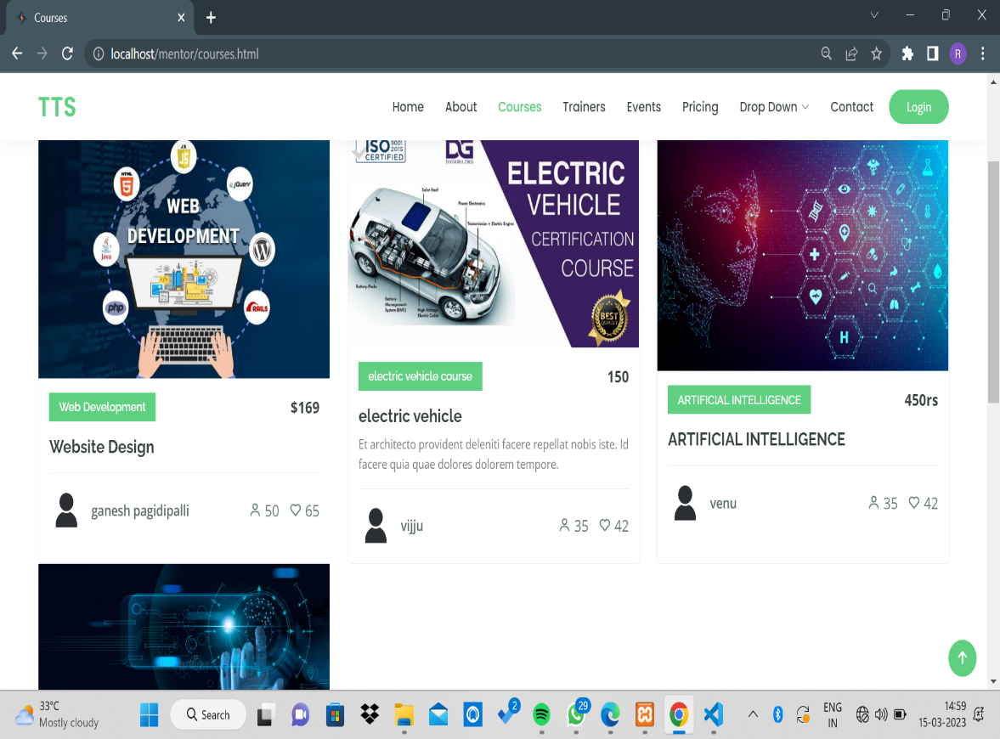 Courses
localhost/mentor/courses.html
R
TTS
Home About Courses Trainers Events Pricing Drop Down Contact Login
JS
HTML
5
jQuery
WEB
DEVELOPMENT
Java
W
php
RAILS
ISO 9001 2015
CERTIFIED
DG
DIYGURU.ORG
ELECTRIC
VEHICLE
CERTIFICATION
COURSE
Solar Roof
Power Electronics
Transmission + Electric Engine
Battery-Packs
Battery-
Management-
System (BMS)
High-Voltage
Electric Cable
BEST
QUALITY
H
Web Development $169
Website Design
ganesh pagidipalli 50 65
electric vehicle course 150
electric vehicle
Et architecto provident deleniti facere repellat nobis iste. Id
facere quia quae dolores dolorem tempore.
vijju 35 42
ARTIFICIAL INTELLIGENCE 450rs
ARTIFICIAL INTELLIGENCE
venu 35 42
33°C
Mostly cloudy
Search
2
29
ENG
IN
14:59
15-03-2023